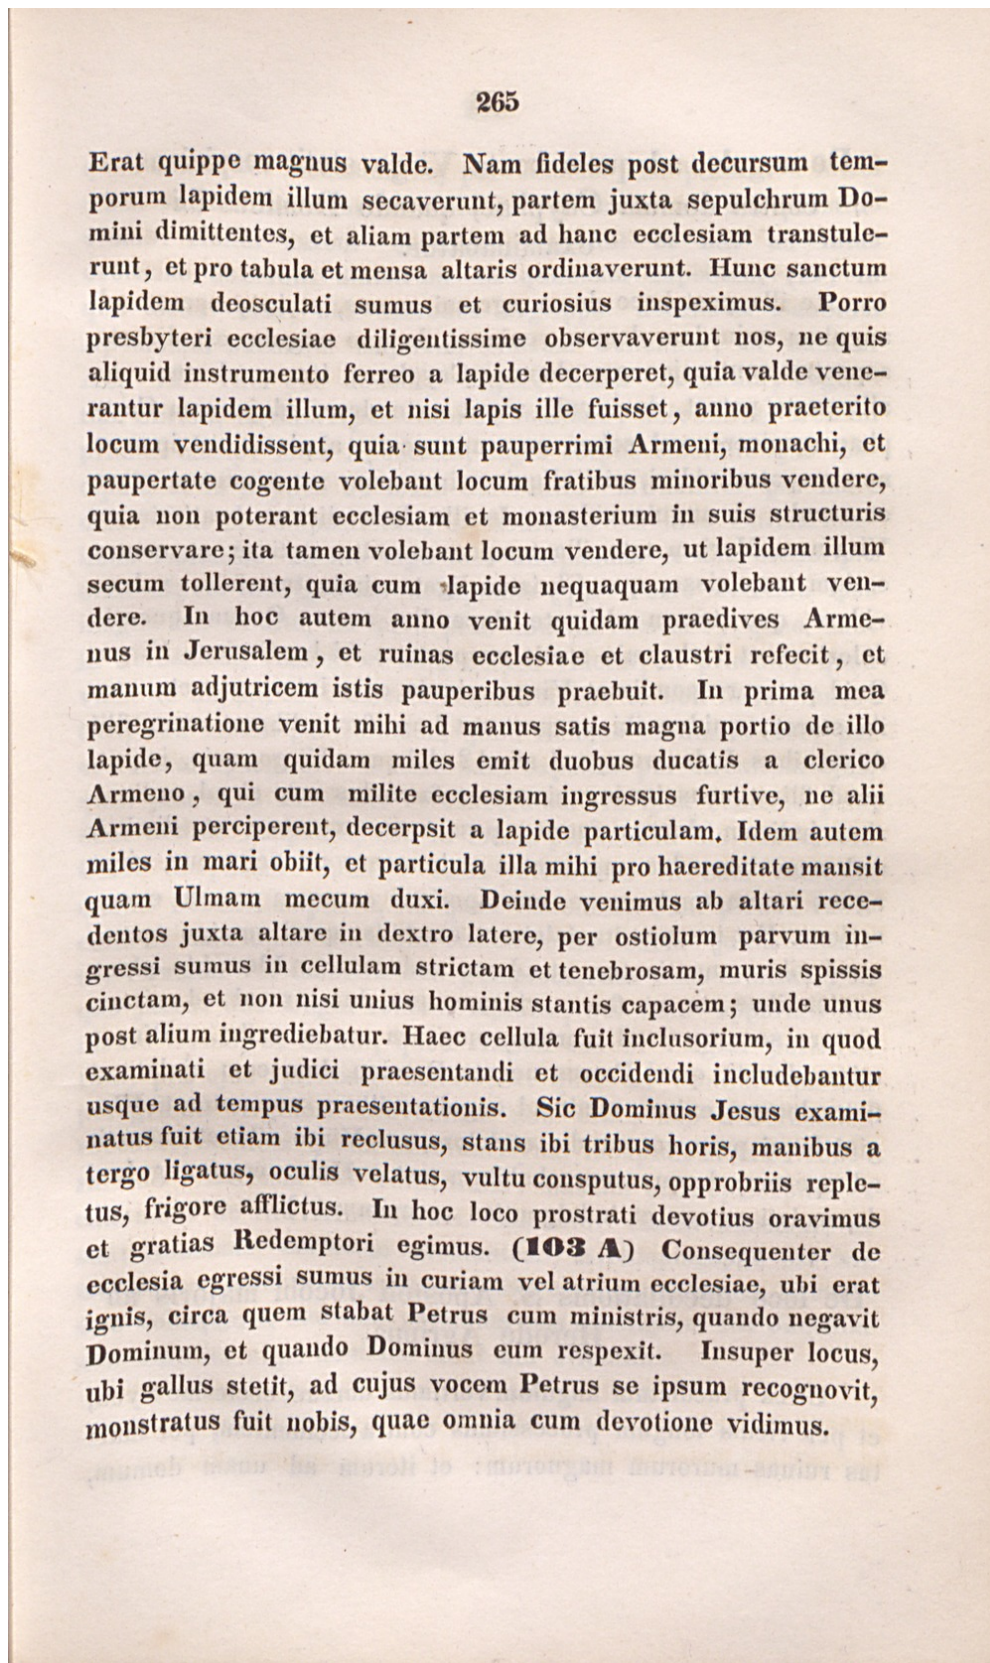 265
Erat quippe magnus valde. Nam fideles post decursum tem-
porum lapidem illum secaverunt, partem juxta sepulchrum Do-
mini dimittentes, et aliam partem ad hanc ecclesiam transtule-
runt, et pro tabula et mensa altaris ordinaverunt. Hunc sanctum
lapidem deosculati sumus et curiosius inspeximus. Porro
presbyteri ecclesiae diligentissime observaverunt nos, ne quis
aliquid instrumento ferreo a lapide decerperet, quia valde vene-
rantur lapidem illum, et nisi lapis ille fuisset, anno praeterito
locum vendidissent, quia sunt pauperrimi Armeni, monachi, et
paupertate cogente volebant locum fratibus minoribus vendere,
quia non poterant ecclesiam et monasterium in suis structuris
conservare; ita tamen volebant locum vendere, ut lapidem illum
secum tollerent, quia cum lapide nequaquam volebant ven-
dere. In hoc autem anno venit quidam praedives Arme-
nus in Jerusalem, et ruinas ecclesiae et claustri refecit, et
manum adjutricem istis pauperibus praebuit. In prima mea
peregrinatione venit mihi ad manus satis magna portio de illo
lapide, quam quidam miles emit duobus ducatis a clerico
Armeno, qui cum milite ecclesiam ingressus furtive, ne alii
Armeni perciperent, decerpsit a lapide particulam. Idem autem
miles in mari obiit, et particula illa mihi pro haereditate mansit
quam Ulmam mecum duxi. Deinde venimus ab altari rece-
dentos juxta altare in dextro latere, per ostiolum parvum in-
gressi sumus in cellulam strictam et tenebrosam, muris spissis
cinctam, et non nisi unius hominis stantis capacem; unde unus
post alium ingrediebatur. Haec cellula fuit inclusorium, in quod
examinati et judici praesentandi et occidendi includebantur
usque ad tempus praesentationis. Sic Dominus Jesus exami-
natus fuit etiam ibi reclusus, stans ibi tribus horis, manibus a
tergo ligatus, oculis velatus, vultu consputus, opprobriis reple-
tus, frigore afflictus. In hoc loco prostrati devotius oravimus
et gratias Redemptori egimus. (103 A) Consequenter de
ecclesia egressi sumus in curiam vel atrium ecclesiae, ubi erat
ignis, circa quem stabat Petrus cum ministris, quando negavit
Dominum, et quando Dominus eum respexit. Insuper locus,
ubi gallus stetit, ad cujus vocem Petrus se ipsum recognovit,
monstratus fuit nobis, quae omnia cum devotione vidimus.